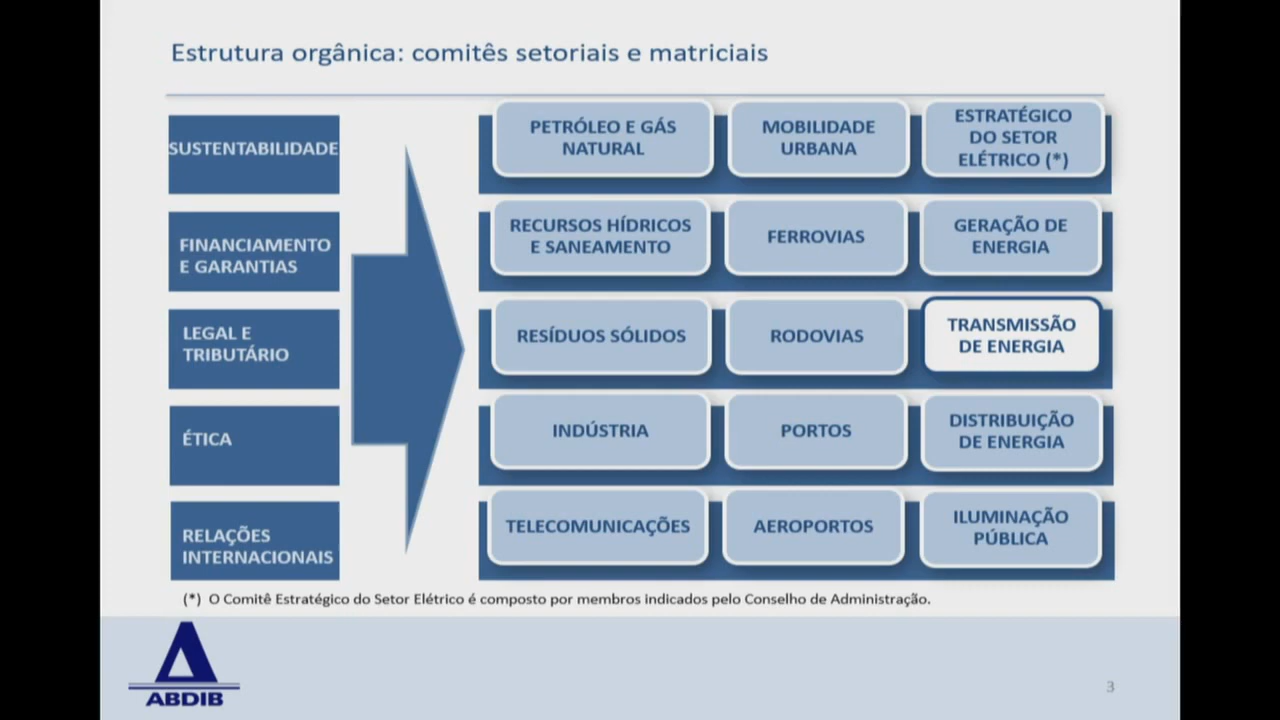 Estrutura orgânica: comitês setoriais e matriciais
SUSTENTABILIDADE
FINANCIAMENTO
E GARANTIAS
LEGAL E
TRIBUTÁRIO
ÉTICA
RELAÇÕES
INTERNACIONAIS
PETRÓLEO E GÁS
NATURAL
MOBILIDADE
URBANA
ESTRATÉGICO
DO SETOR
ELÉTRICO (*)
RECURSOS HÍDRICOS
E SANEAMENTO
FERROVIAS
GERAÇÃO DE
ENERGIA
RESÍDUOS SÓLIDOS
RODOVIAS
TRANSMISSÃO
DE ENERGIA
INDÚSTRIA
PORTOS
DISTRIBUIÇÃO
DE ENERGIA
TELECOMUNICAÇÕES
AEROPORTOS
ILUMINAÇÃO
PÚBLICA
(*) O Comitê Estratégico do Setor Elétrico é composto por membros indicados pelo Conselho de Administração.
ABDIB
3